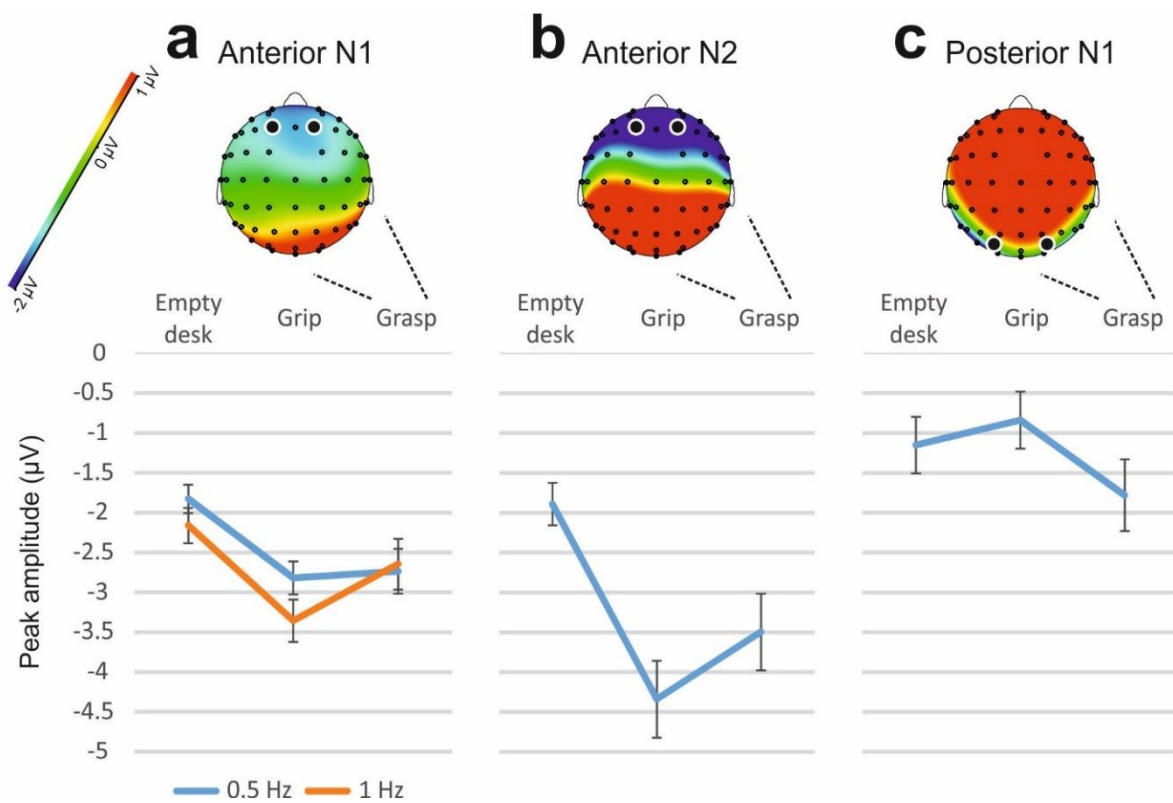 a Anterior N1
b Anterior N2
c Posterior N1
1 µV
0 µV
-2 µV
Empty
desk
Grip
Grasp
Empty
desk
Grip
Grasp
Empty
desk
Grip
Grasp
Peak amplitude (µV)
0
-0.5
-1
-1.5
-2
-2.5
-3
-3.5
-4
-4.5
-5
0.5 Hz
1 Hz